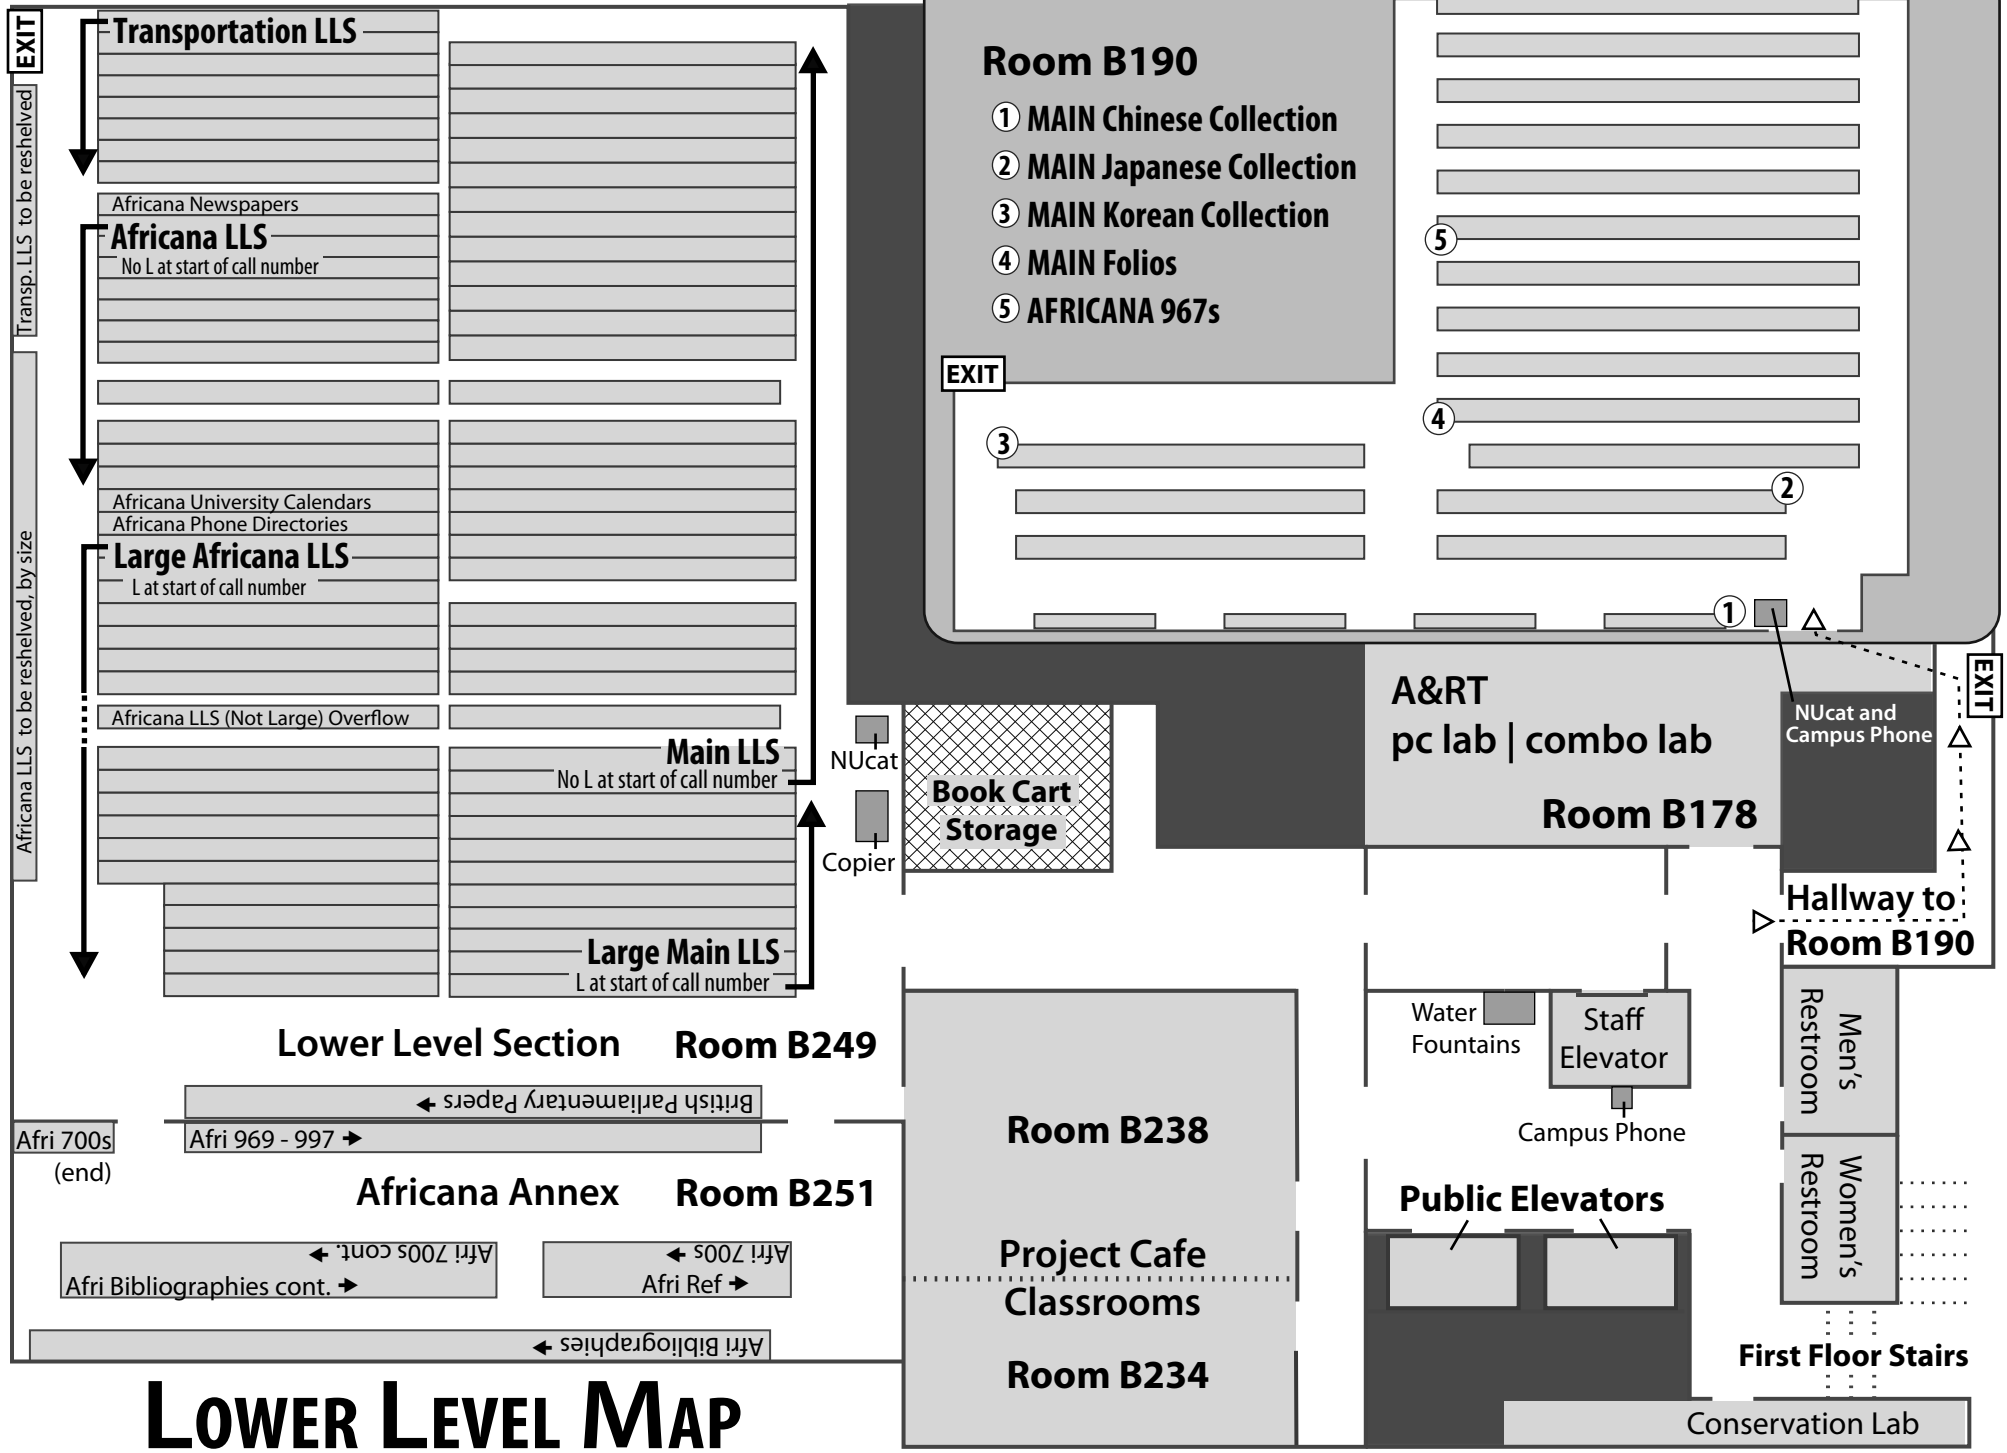 EXIT
Transportation LLS
Transp. LLS to be reshelved
Africana Newspapers
Africana LLS
No L at start of call number
Africana University Calendars
Africana Phone Directories
Large Africana LLS
L at start of call number
Africana LLS to be reshelved, by size
Africana LLS (Not Large) Overflow
Main LLS
No L at start of call number
Large Main LLS
L at start of call number
Lower Level Section Room B249
British Parliamentary Papers
Afri 700s
(end)
Afri 969 - 997
Africana Annex Room B251
Afri 700s cont.
Afri Bibliographies cont.
Afri 700s
Afri Ref
Afri Bibliographies
LOWER LEVEL MAP
Room B190
1 MAIN Chinese Collection
2 MAIN Japanese Collection
3 MAIN Korean Collection
4 MAIN Folios
5 AFRICANA 967s
EXIT
5
4
3
2
1
EXIT
NUcat and
Campus Phone
A&RT
pc lab | combo lab
Room B178
NUcat
Copier
Book Cart
Storage
Hallway to
Room B190
Water
Fountains
Staff
Elevator
Campus Phone
Men's
Restroom
Women's
Restroom
Room B238
Project Cafe
Classrooms
Room B234
Public Elevators
First Floor Stairs
Conservation Lab